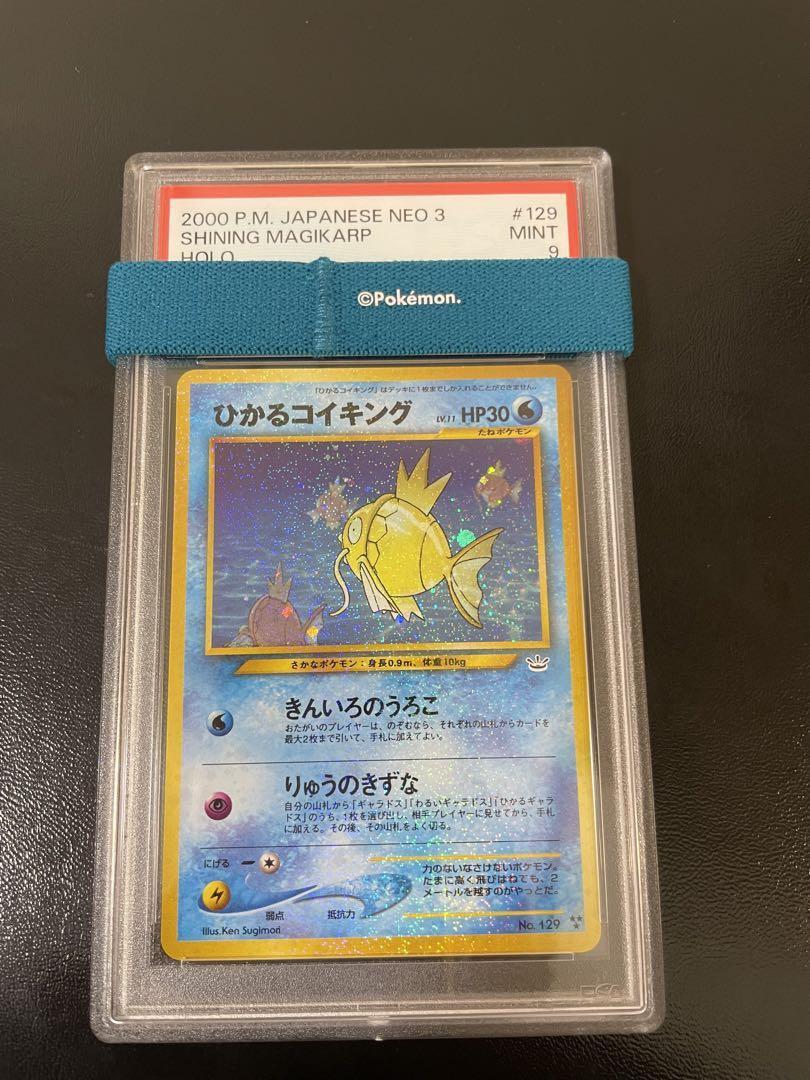 2000 P.M. JAPANESE NEO 3 #129
SHINING MAGIKARP MINT
HOLO 9
©Pokémon.
「ひかるコイキング」はデッキに1枚までしか入れることができません。
ひかるコイキング LV.11 HP30
たねポケモン
さかなポケモン：身長0.9m、体重10kg
きんいろのうろこ
おたがいのプレイヤーは、のぞむなら、それぞれの山札からカードを
最大2枚まで引いて、手札に加えてよい。
りゅうのきずな
自分の山札から「ギャラドス」「わるいギャラドス」「ひかるギャラ
ドス」のうち、1枚を選び出し、相手プレイヤーに見せてから、手札
に加える。その後、その山札をよく切る。
にげる
弱点 抵抗力
力のないなさけないポケモン。
たまに高く飛びはねても、2
メートルを越すのがやっとだ。
Illus.Ken Sugimori
No. 129